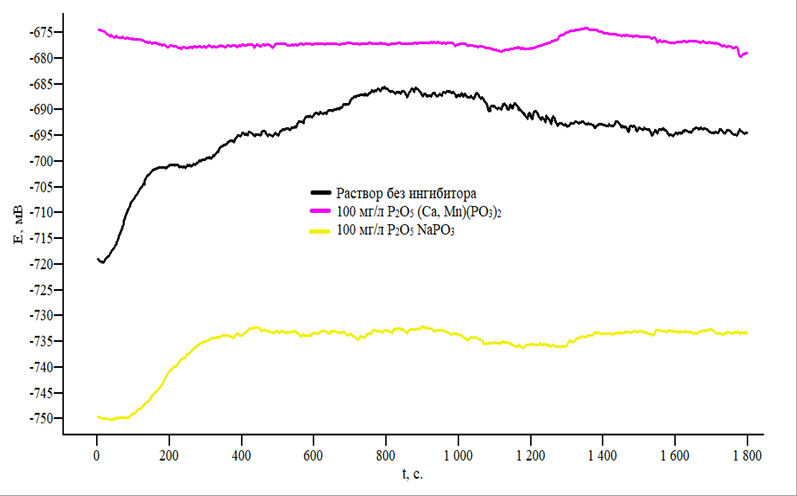 -675
-680
-685
-690
-695
-700
-705
-710
-715
-720
-725
-730
-735
-740
-745
-750
E, мВ
Раствор без ингибитора
100 мг/л P₂O₅ (Ca, Mn)(PO₃)₂
100 мг/л P₂O₅ NaPO₃
0 200 400 600 800 1 000 1 200 1 400 1 600 1 800
t, с.